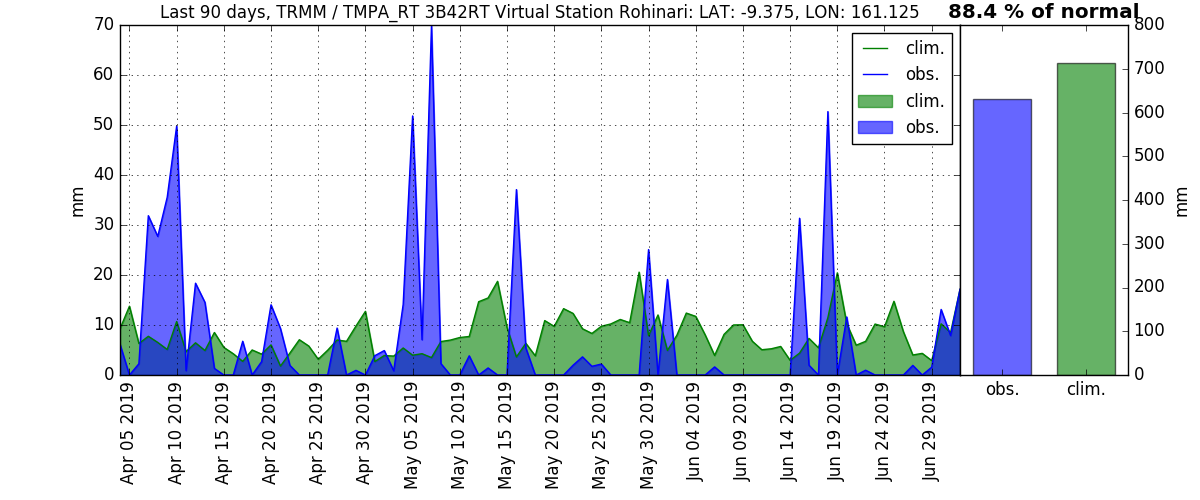 Last 90 days, TRMM / TMPA_RT 3B42RT Virtual Station Rohinari: LAT: -9.375, LON: 161.125
88.4 % of normal
70
60
50
40
30
20
10
0
mm
clim.
obs.
clim.
obs.
800
700
600
500
400
300
200
100
0
mm
Apr 05 2019
Apr 10 2019
Apr 15 2019
Apr 20 2019
Apr 25 2019
Apr 30 2019
May 05 2019
May 10 2019
May 15 2019
May 20 2019
May 25 2019
May 30 2019
Jun 04 2019
Jun 09 2019
Jun 14 2019
Jun 19 2019
Jun 24 2019
Jun 29 2019
obs.
clim.